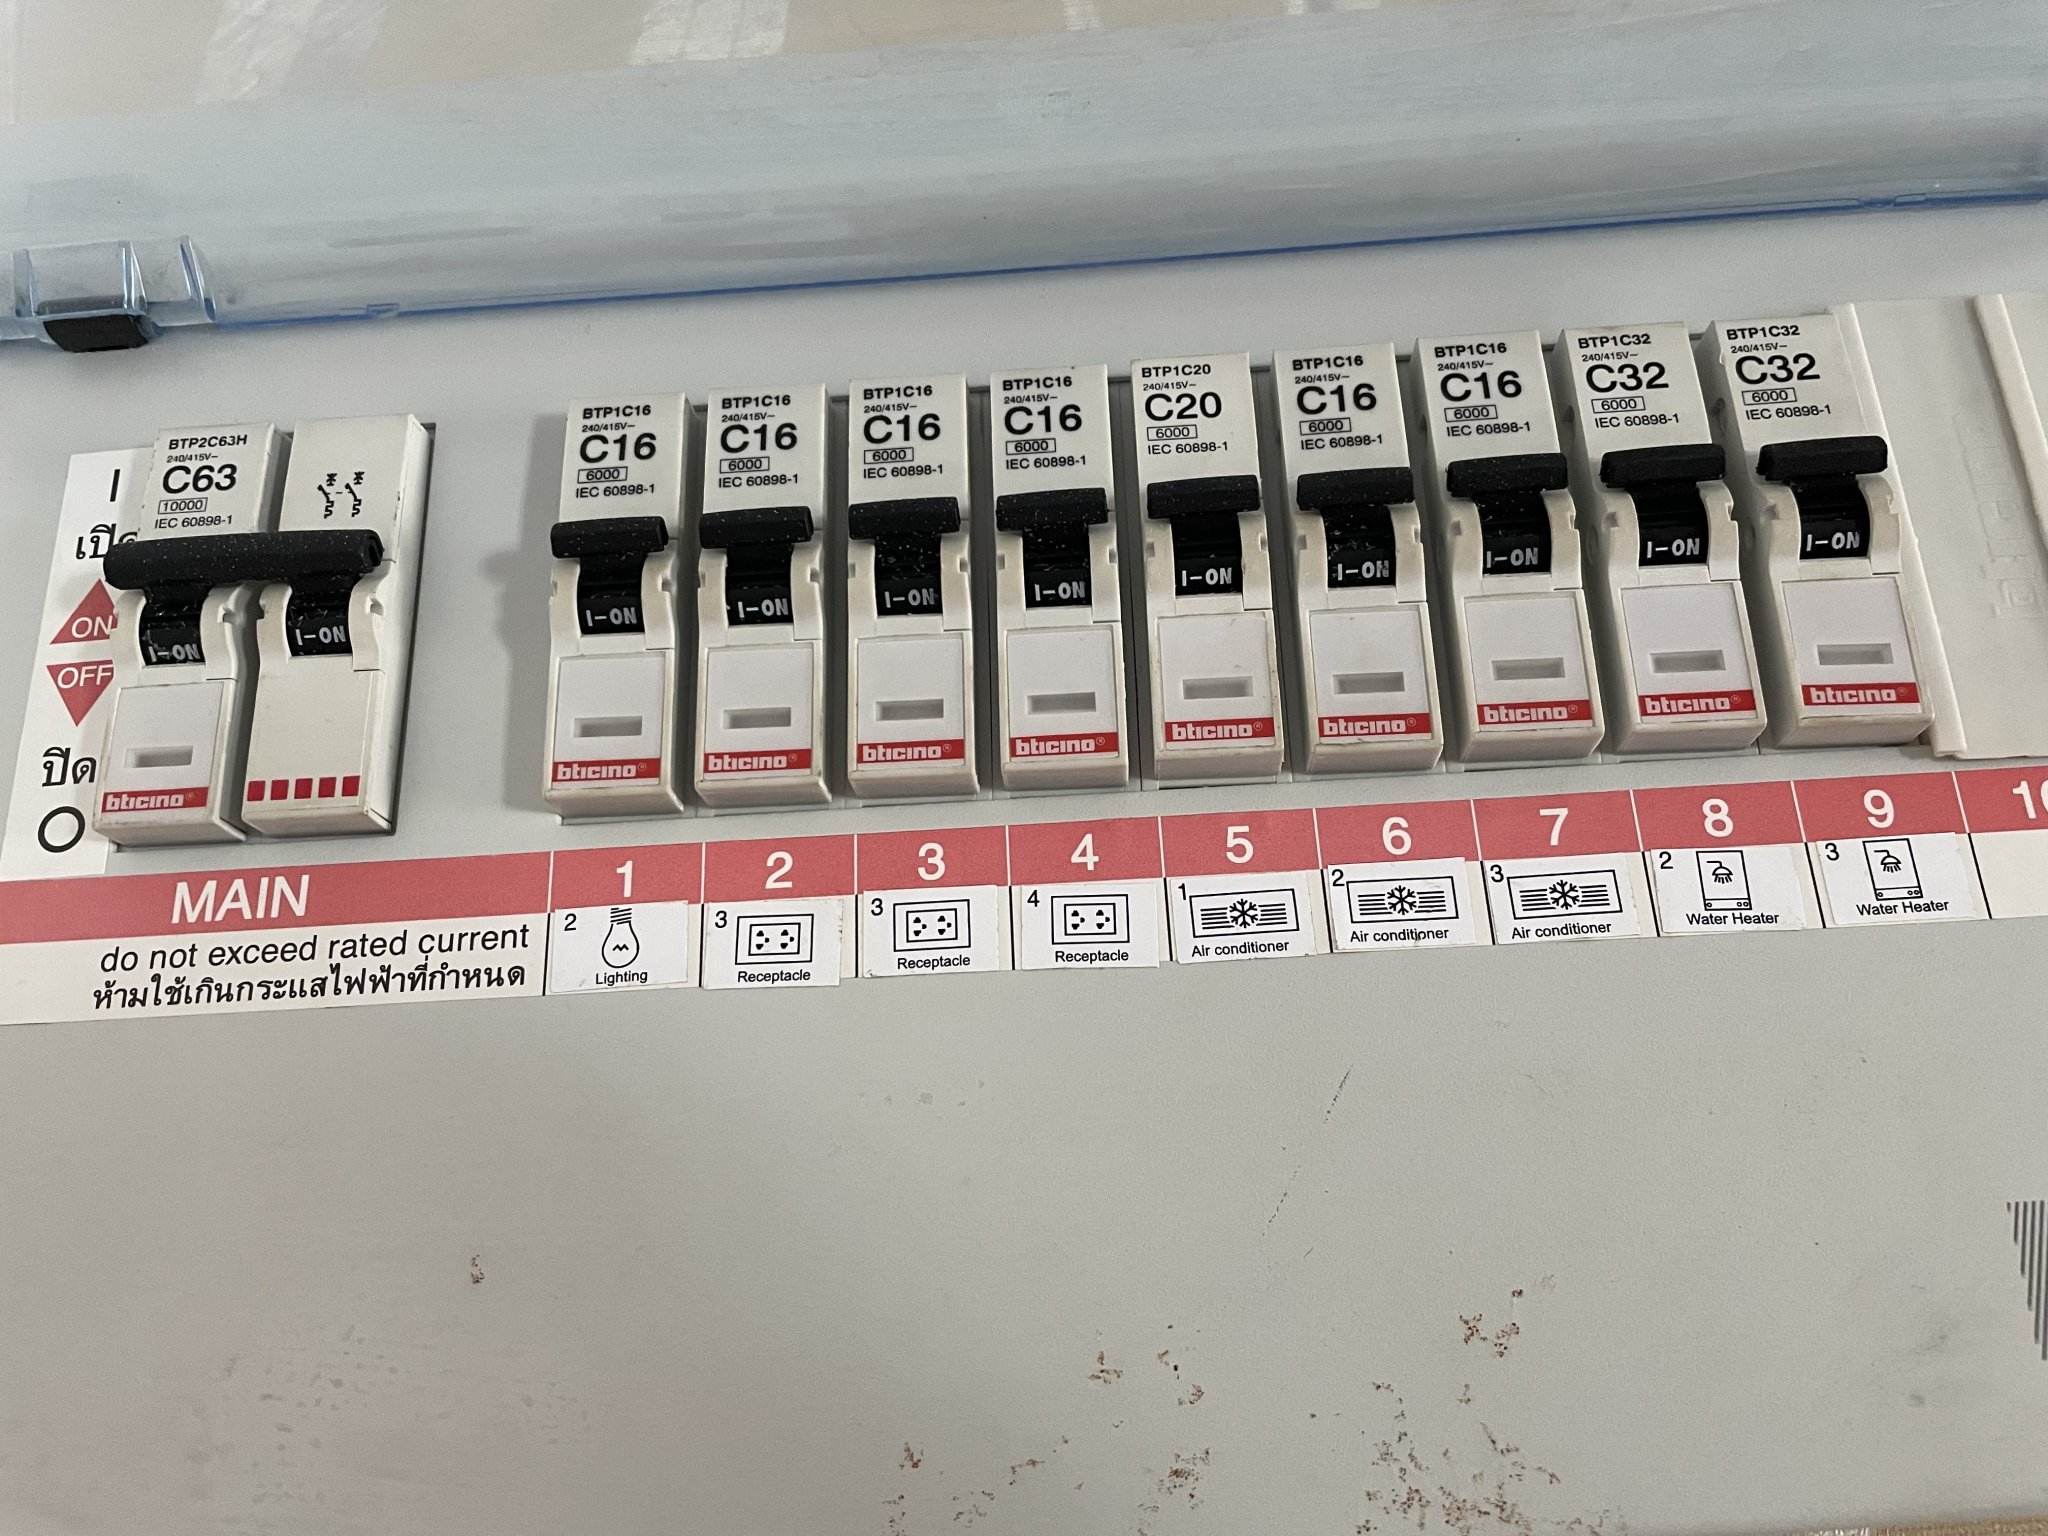 BTP2C63H
240/415V~
C63
10000
IEC 60898-1
I
เปิด
ON
OFF
ปิด
O
I-ON
I-ON
bticino®
BTP1C16
240/415V~
C16
6000
IEC 60898-1
I-ON
bticino®
BTP1C16
240/415V~
C16
6000
IEC 60898-1
I-ON
bticino®
BTP1C16
240/415V~
C16
6000
IEC 60898-1
I-ON
bticino®
BTP1C16
240/415V~
C16
6000
IEC 60898-1
I-ON
bticino®
BTP1C20
240/415V~
C20
6000
IEC 60898-1
I-ON
bticino®
BTP1C16
240/415V~
C16
6000
IEC 60898-1
I-ON
bticino®
BTP1C16
240/415V~
C16
6000
IEC 60898-1
I-ON
bticino®
BTP1C32
240/415V~
C32
6000
IEC 60898-1
I-ON
bticino®
BTP1C32
240/415V~
C32
6000
IEC 60898-1
I-ON
bticino®
MAIN
do not exceed rated current
ห้ามใช้เกินกระแสไฟฟ้าที่กำหนด
1
2
Lighting
2
3
Receptacle
3
3
Receptacle
4
4
Receptacle
5
1
Air conditioner
6
2
Air conditioner
7
3
Air conditioner
8
2
Water Heater
9
3
Water Heater
10